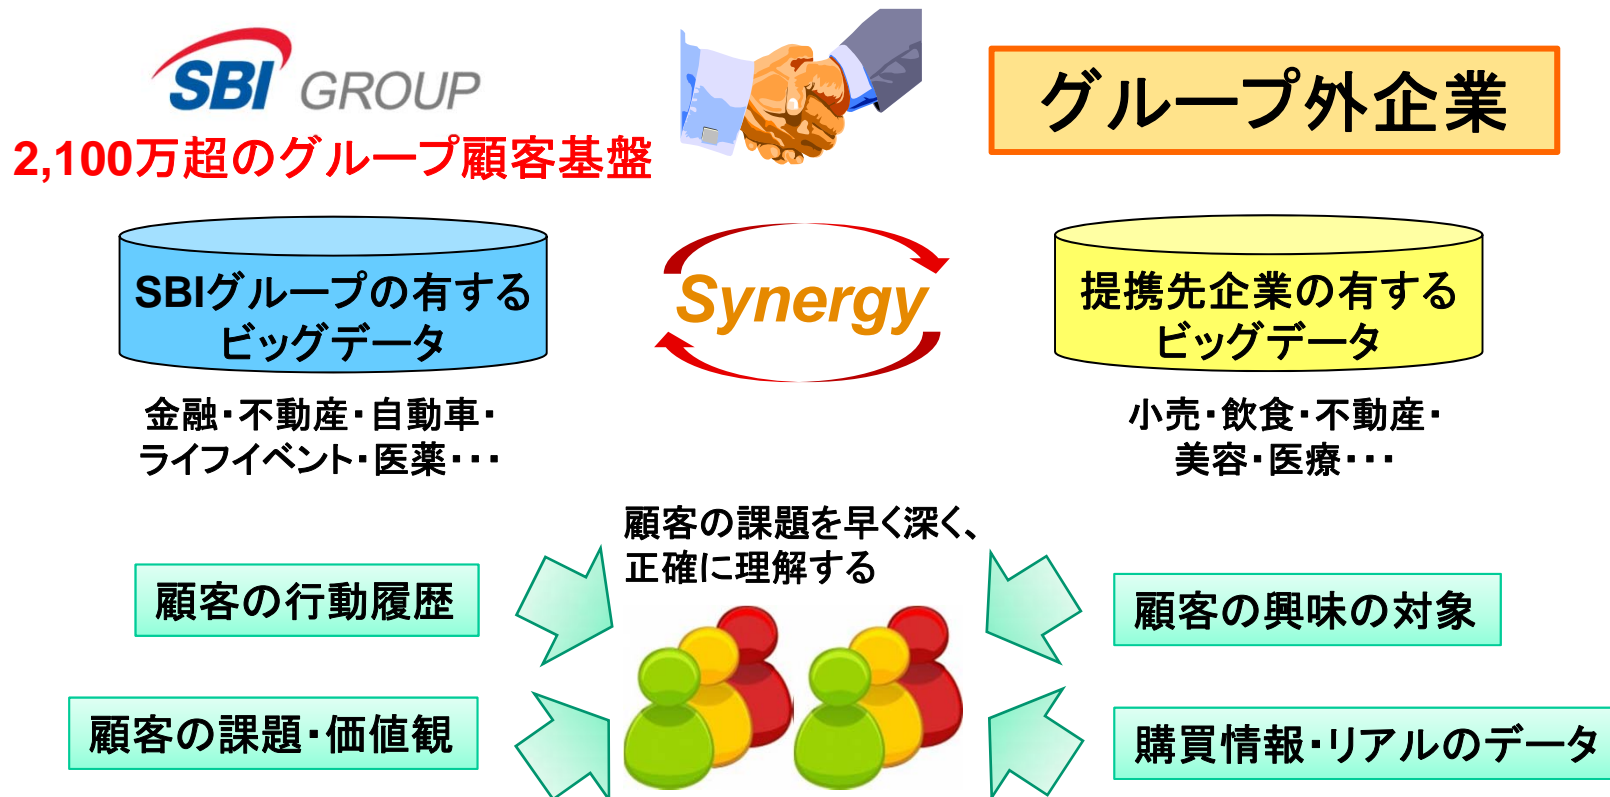 SBI GROUP
2,100万超のグループ顧客基盤
グループ外企業
SBIグループの有する
ビッグデータ
Synergy
提携先企業の有する
ビッグデータ
金融・不動産・自動車・
ライフイベント・医薬・・・
小売・飲食・不動産・
美容・医療・・・
顧客の課題を早く深く、
正確に理解する
顧客の行動履歴
顧客の興味の対象
顧客の課題・価値観
購買情報・リアルのデータ